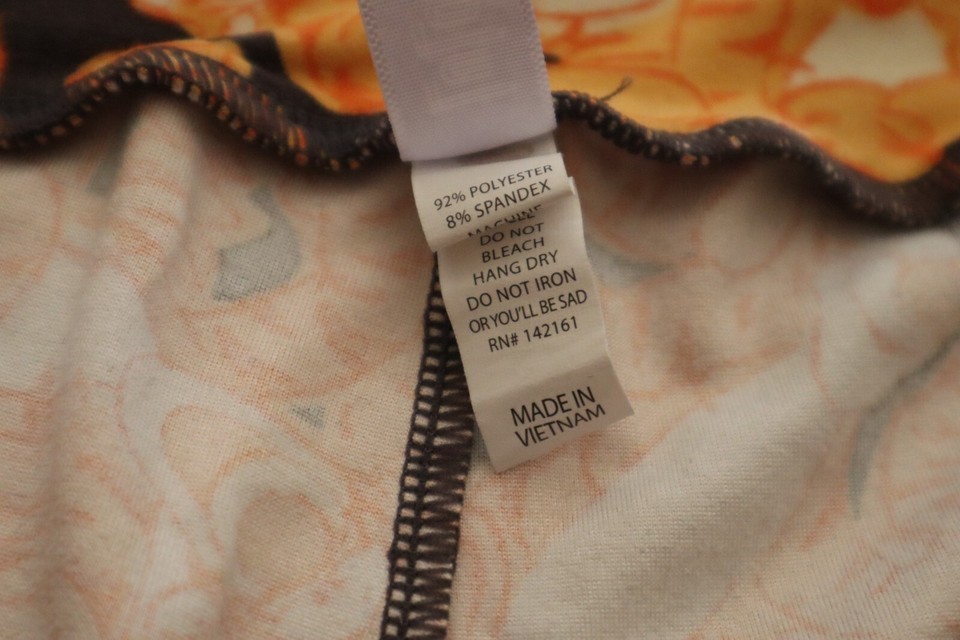 92% POLYESTER
8% SPANDEX
MACHINE
DO NOT
BLEACH
HANG DRY
DO NOT IRON
OR YOU'LL BE SAD
RN# 142161
MADE IN
VIETNAM